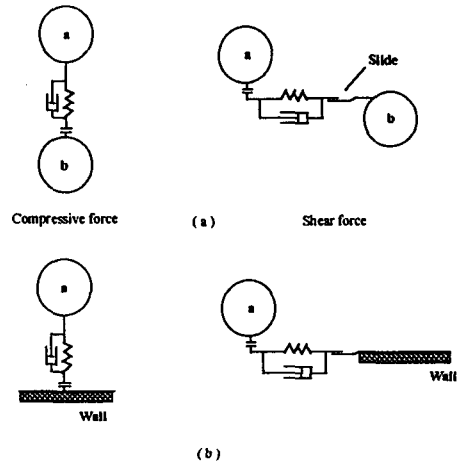 a
b
Compressive force
( a )
a
Slide
b
Shear force
a
Wall
a
Wall
( b )